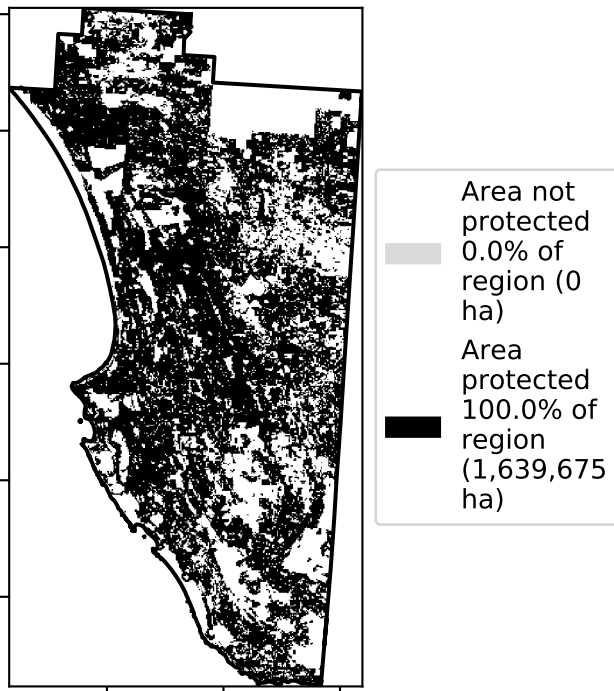 Area not
protected
0.0% of
region (0
ha)
Area
protected
100.0% of
region
(1,639,675
ha)